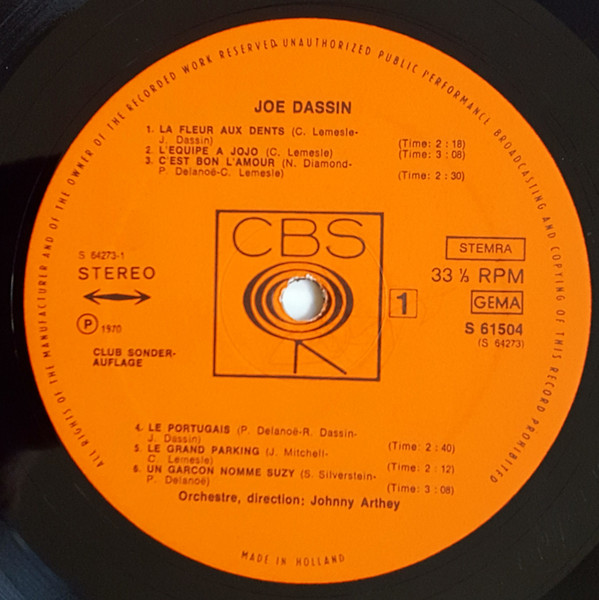 ALL RIGHTS OF THE MANUFACTURER AND OF THE OWNER OF THE RECORDED WORK RESERVED. UNAUTHORIZED PUBLIC PERFORMANCE BROADCASTING AND COPYING OF THIS RECORD PROHIBITED
JOE DASSIN
1. LA FLEUR AUX DENTS (C. Lemesle-
J. Dassin) (Time: 2 : 18)
2. L'EQUIPE A JOJO (C. Lemesle) (Time: 3 : 08)
3. C'EST BON L'AMOUR (N. Diamond-
P. Delanoë-C. Lemesle) (Time: 2 : 30)
CBS
S 64273-1
STEREO
P 1970
CLUB SONDER-
AUFLAGE
1
STEMRA
33 ⅓ RPM
GEMA
S 61504
(S 64273)
4. LE PORTUGAIS (P. Delanoë-R. Dassin-
J. Dassin) (Time: 2 : 40)
5. LE GRAND PARKING (J. Mitchell-
C. Lemesle) (Time: 2 : 12)
6. UN GARCON NOMME SUZY (S. Silverstein-
P. Delanoë) (Time: 3 : 08)
Orchestre, direction: Johnny Arthey
MADE IN HOLLAND